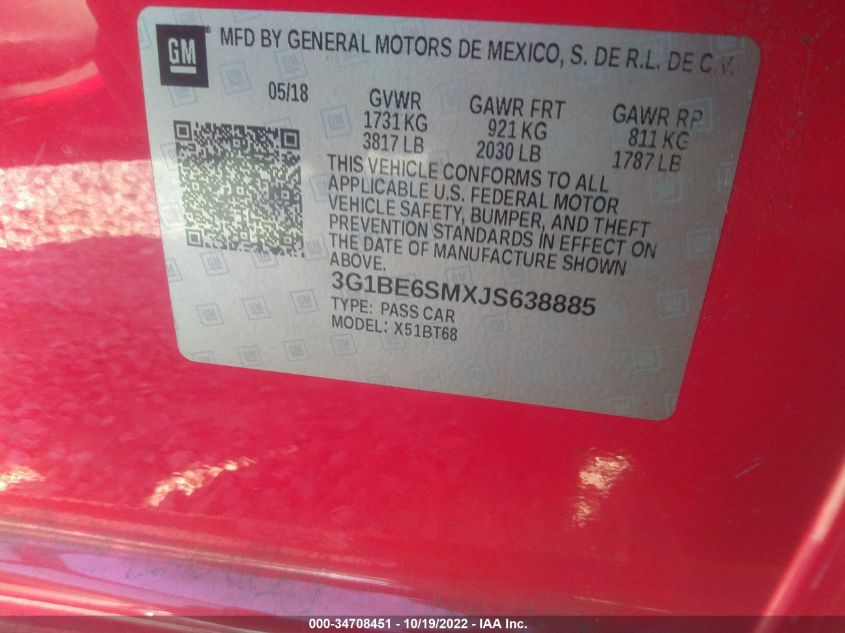 GM
MFD BY GENERAL MOTORS DE MEXICO, S. DE R.L. DE C.V.
05/18 GVWR GAWR FRT GAWR RR
1731 KG 921 KG 811 KG
3817 LB 2030 LB 1787 LB
THIS VEHICLE CONFORMS TO ALL
APPLICABLE U.S. FEDERAL MOTOR
VEHICLE SAFETY, BUMPER, AND THEFT
PREVENTION STANDARDS IN EFFECT ON
THE DATE OF MANUFACTURE SHOWN
ABOVE.
3G1BE6SMXJS638885
TYPE: PASS CAR
MODEL: X51BT68
000-34708451 - 10/19/2022 - IAA Inc.